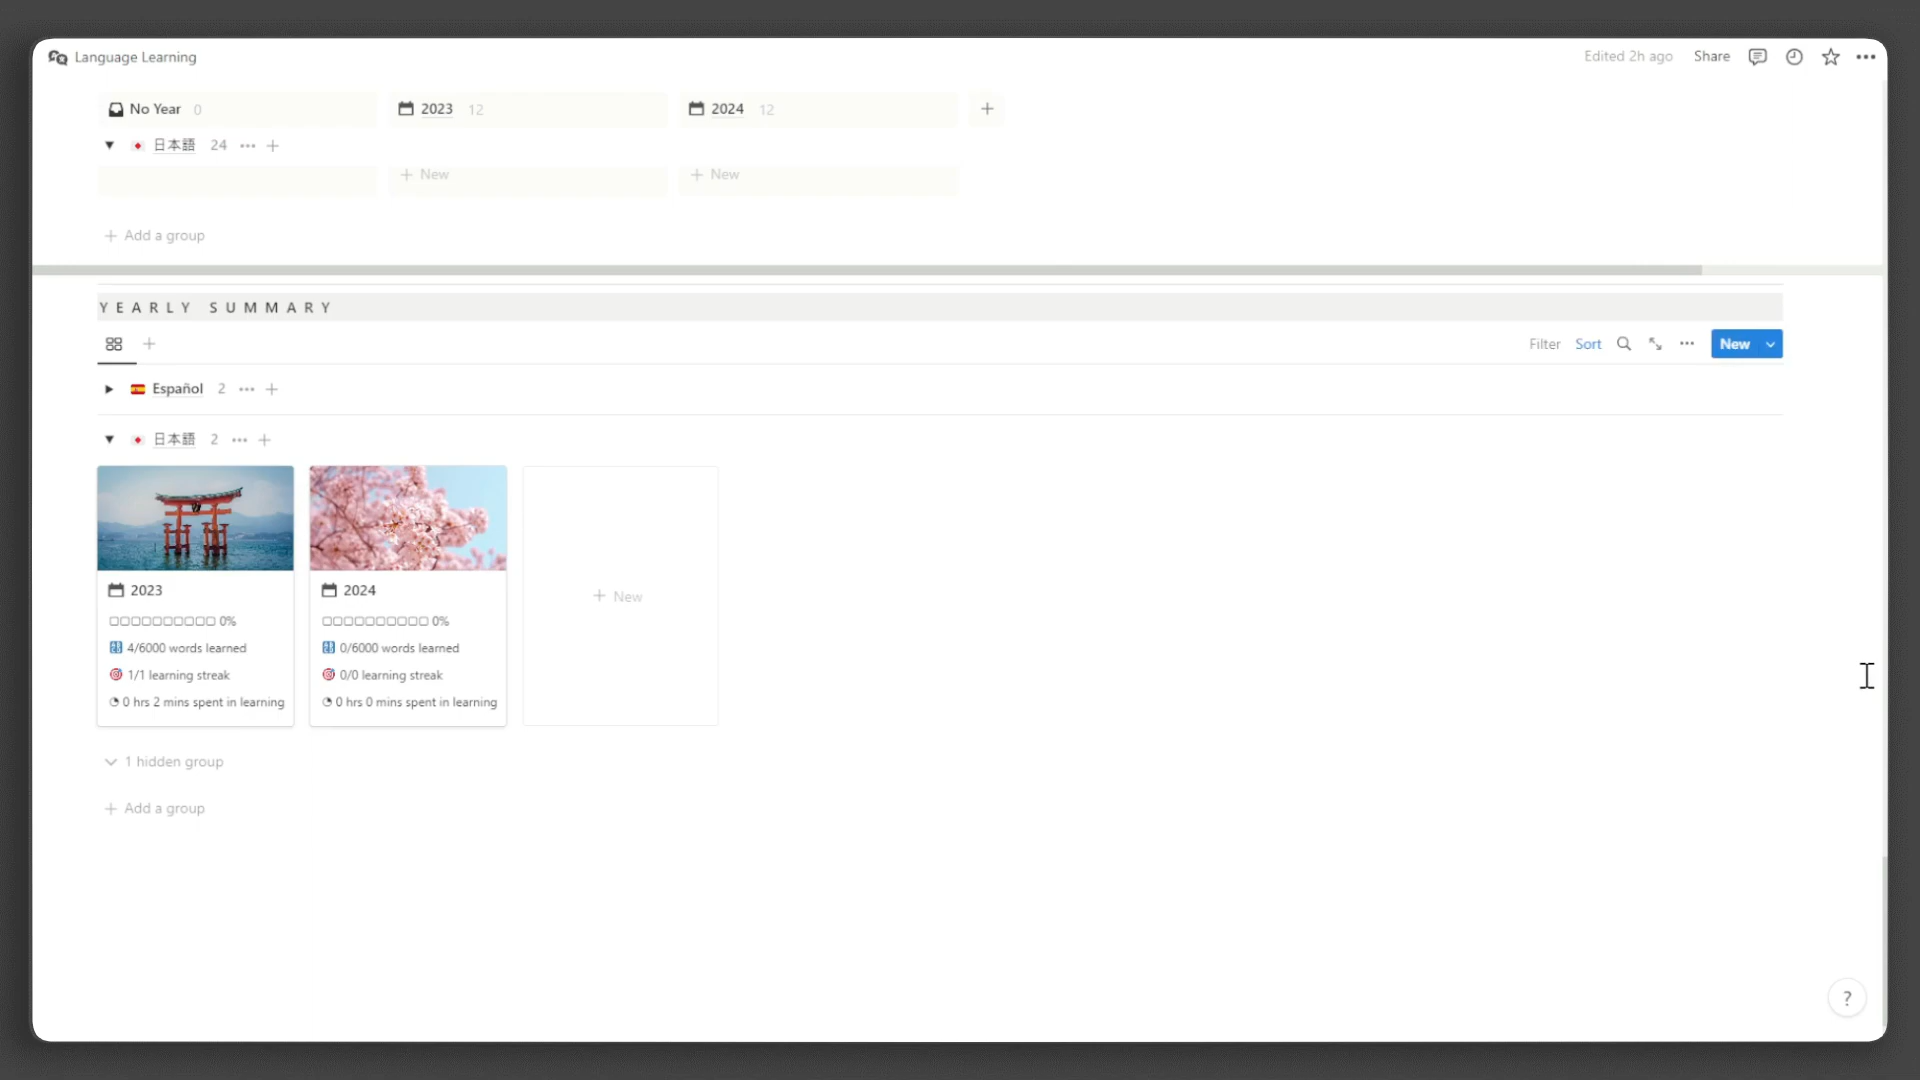 Language Learning
Edited 2h ago Share
No Year 0
2023 12
2024 12
日本語 24
New
New
Add a group
YEARLY SUMMARY
Filter Sort New
Español 2
日本語 2
2023
0%
4/6000 words learned
1/1 learning streak
0 hrs 2 mins spent in learning
2024
0%
0/6000 words learned
0/0 learning streak
0 hrs 0 mins spent in learning
New
1 hidden group
Add a group
?